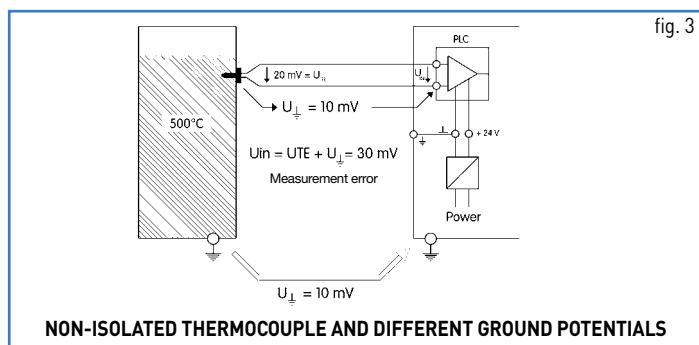 fig. 3
PLC
20 mV = U
U⊥ = 10 mV
500°C
+ 24 V
Uin = UTE + U⊥ = 30 mV
Measurement error
Power
U⊥ = 10 mV
NON-ISOLATED THERMOCOUPLE AND DIFFERENT GROUND POTENTIALS